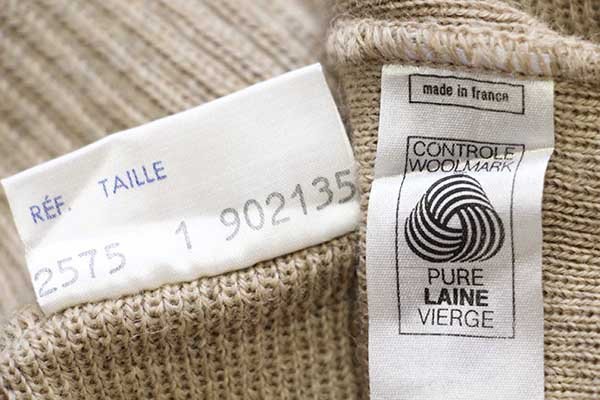 RÉF. TAILLE
2575 1 902135
made in france
CONTROLE
WOOLMARK
PURE
LAINE
VIERGE